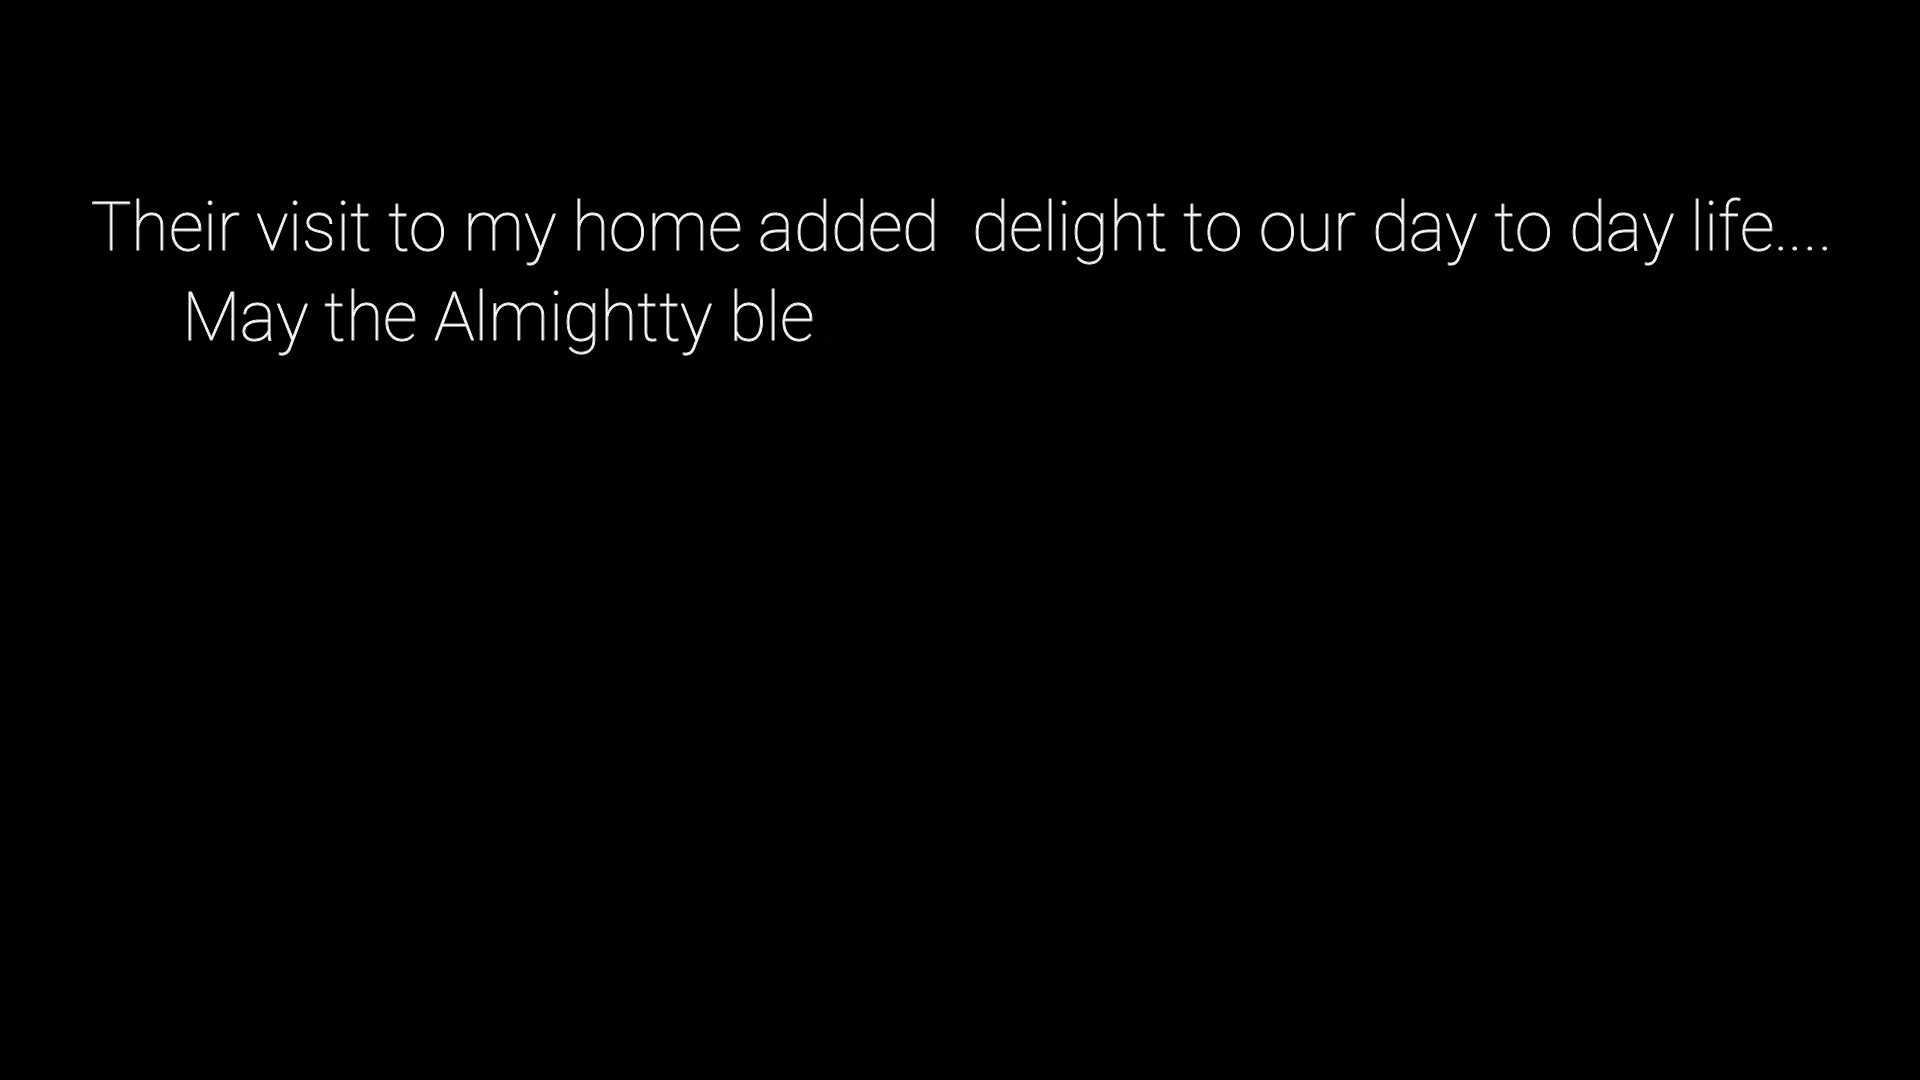 Their visit to my home added  delight to our day to day life....
May the Almightty ble